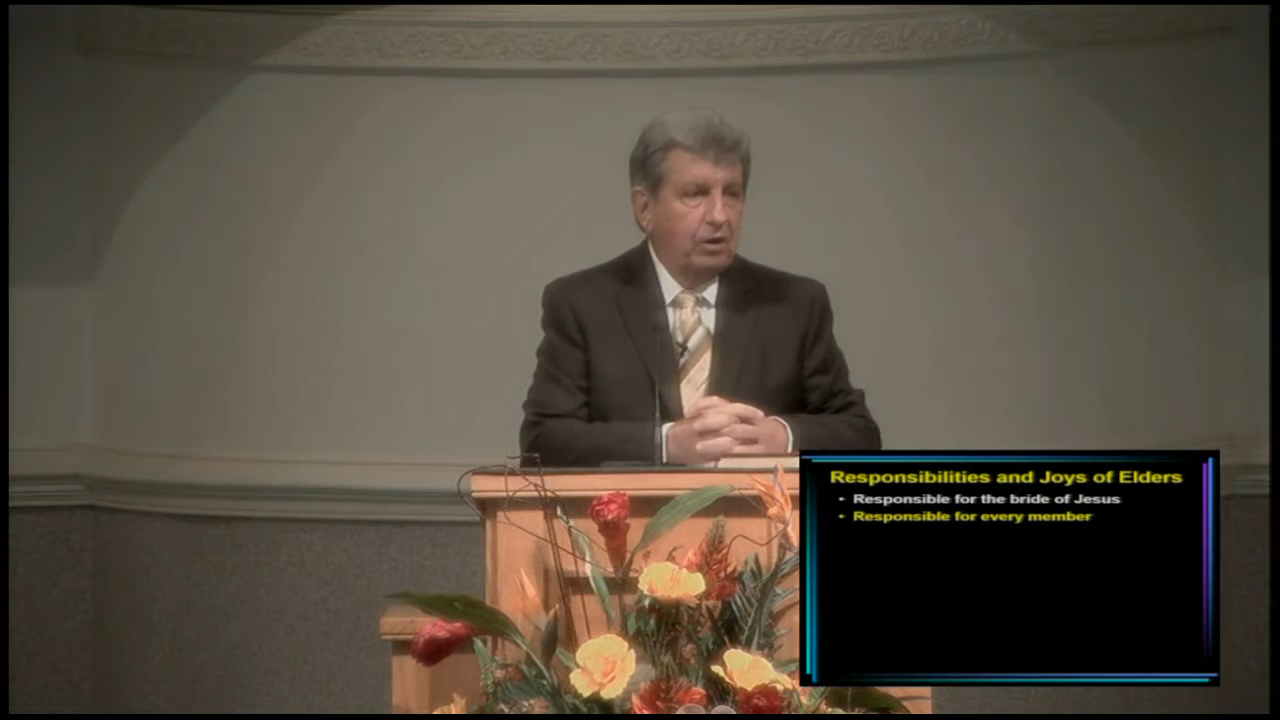 Responsibilities and Joys of Elders
• Responsible for the bride of Jesus
• Responsible for every member